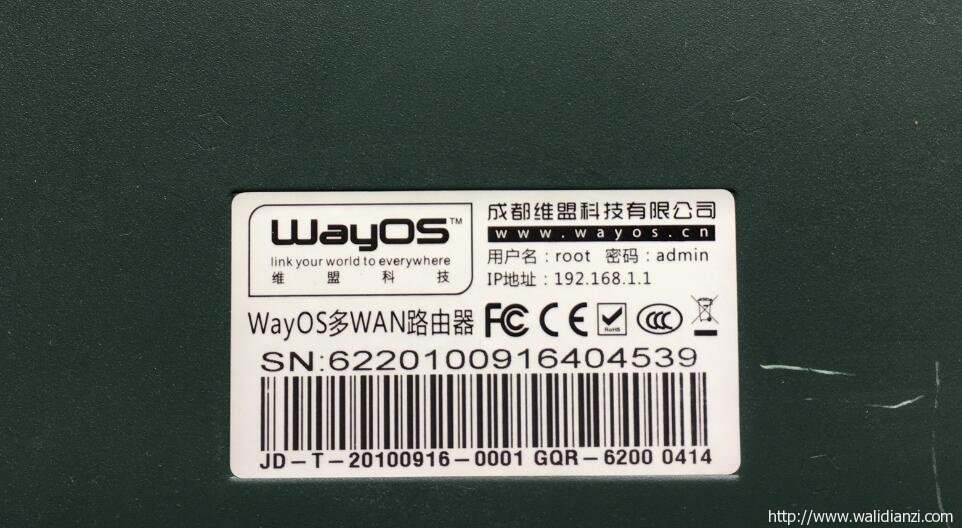 WayOS™
link your world to everywhere
维盟科技
成都维盟科技有限公司
www.wayos.cn
用户名：root 密码：admin
IP地址：192.168.1.1
WayOS多WAN路由器 FC CE RoHS CCC
SN:6220100916404539
JD-T-20100916-0001 GQR-6200 0414
http://www.walidianzi.com